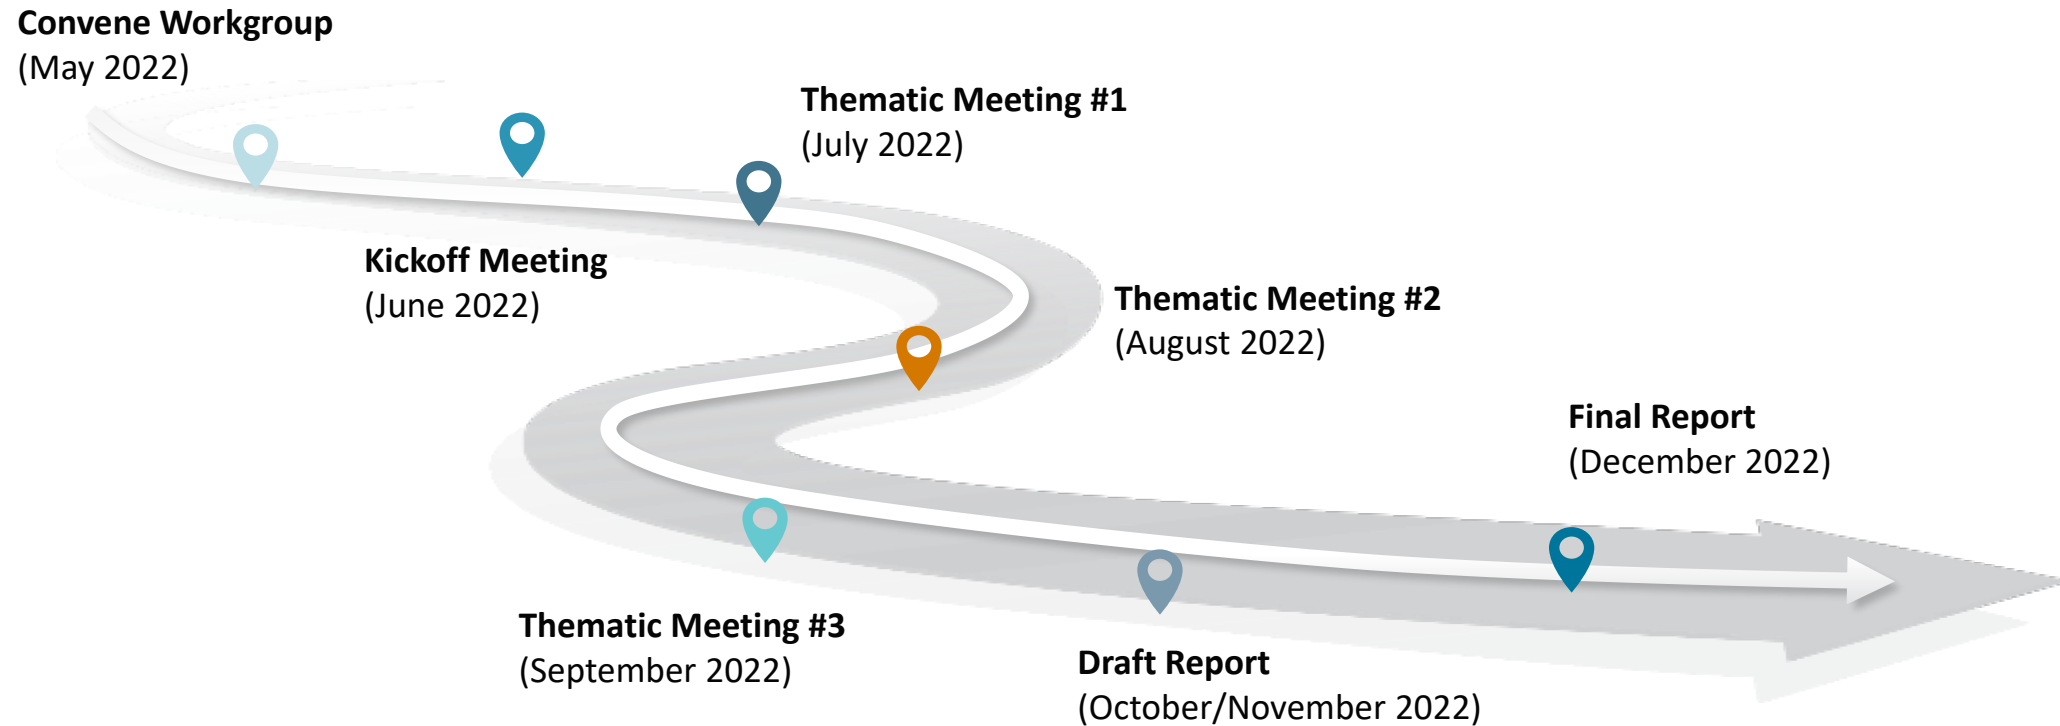 Convene Workgroup
(May 2022)
Kickoff Meeting
(June 2022)
Thematic Meeting #1
(July 2022)
Thematic Meeting #2
(August 2022)
Thematic Meeting #3
(September 2022)
Draft Report
(October/November 2022)
Final Report
(December 2022)